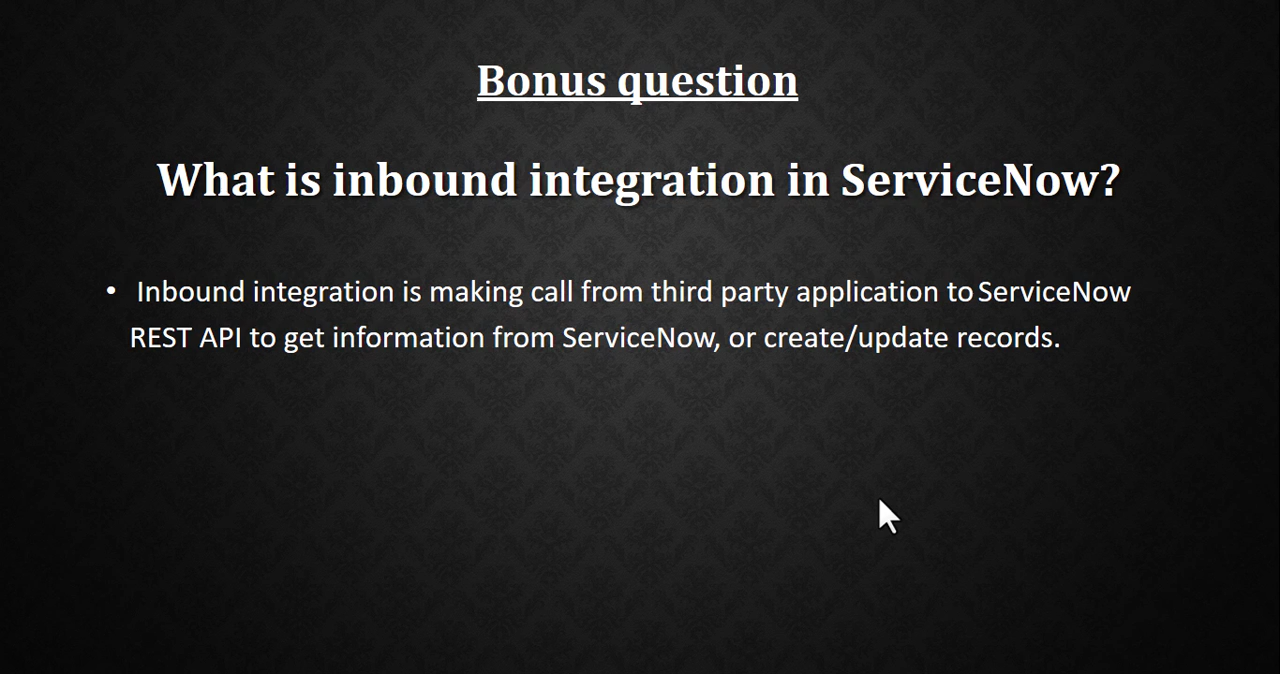 Bonus question
What is inbound integration in ServiceNow?
• Inbound integration is making call from third party application to ServiceNow
REST API to get information from ServiceNow, or create/update records.